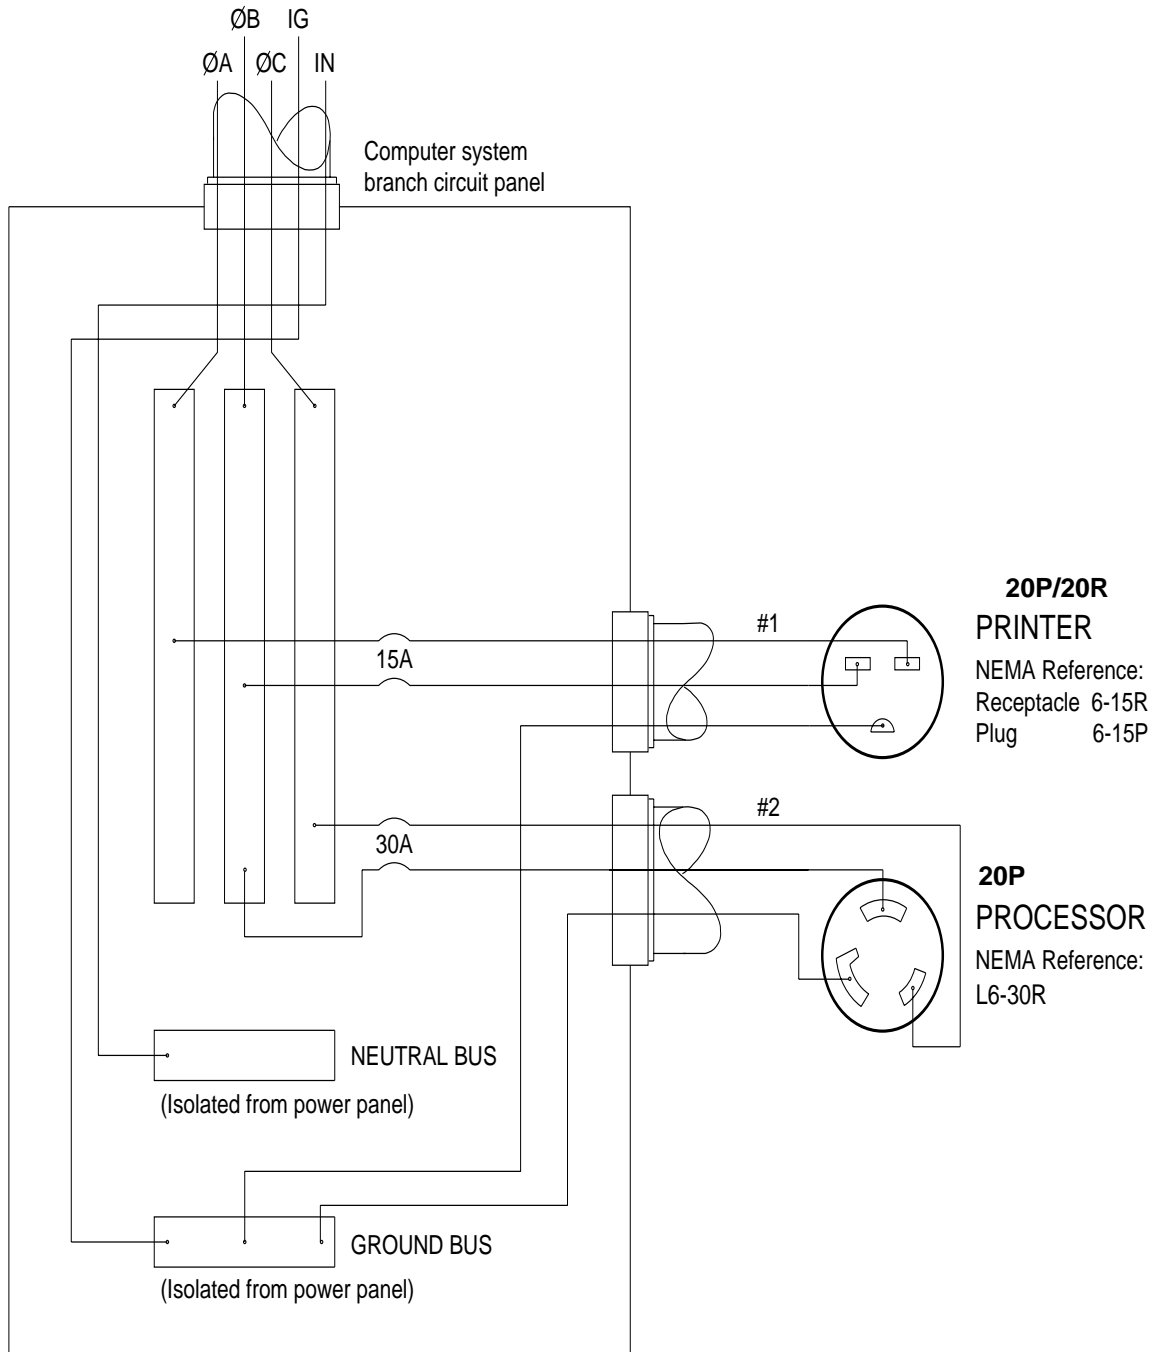 ØB IG
ØA ØC IN
Computer system
branch circuit panel
#1
15A
20P/20R
PRINTER
NEMA Reference:
Receptacle 6-15R
Plug 6-15P
#2
30A
20P
PROCESSOR
NEMA Reference:
L6-30R
NEUTRAL BUS
(Isolated from power panel)
GROUND BUS
(Isolated from power panel)